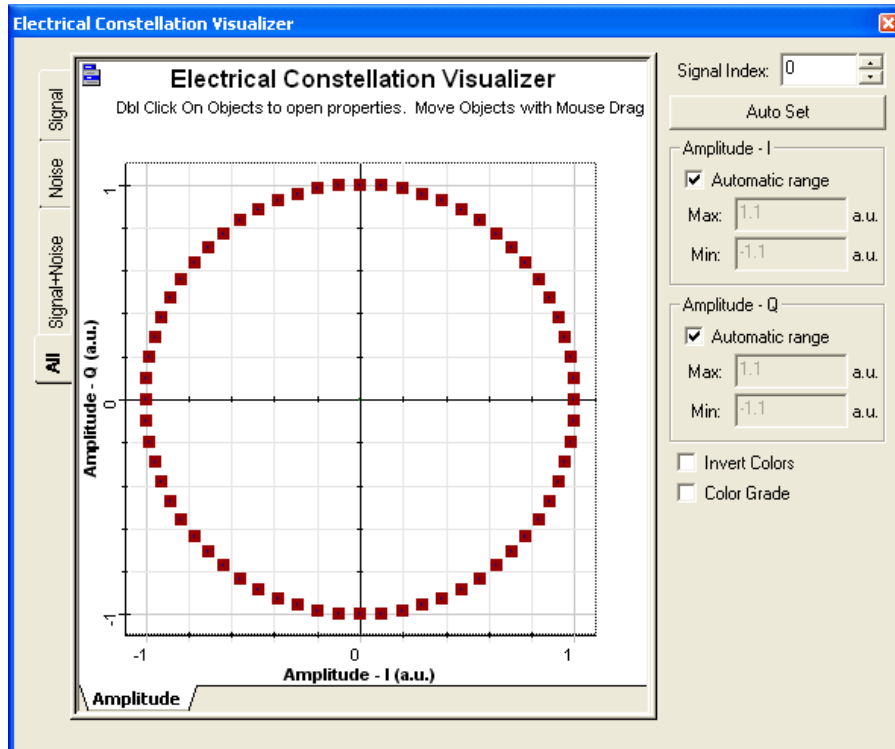 Electrical Constellation Visualizer
Signal
Noise
Signal+Noise
All
Electrical Constellation Visualizer
Dbl Click On Objects to open properties. Move Objects with Mouse Drag
Amplitude - Q (a.u.)
1
0
-1
-1
0
1
Amplitude - I (a.u.)
Amplitude
Signal Index: 0
Auto Set
Amplitude - I
Automatic range
Max: 1.1 a.u.
Min: -1.1 a.u.
Amplitude - Q
Automatic range
Max: 1.1 a.u.
Min: -1.1 a.u.
Invert Colors
Color Grade